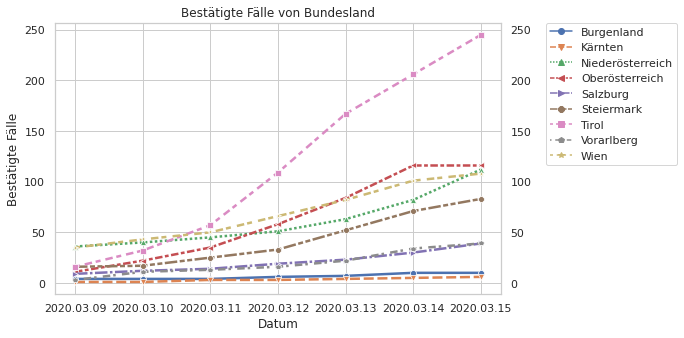 Bestätigte Fälle von Bundesland
Bestätigte Fälle
250
200
150
100
50
0
250
200
150
100
50
0
2020.03.09 2020.03.10 2020.03.11 2020.03.12 2020.03.13 2020.03.14 2020.03.15
Datum
Burgenland
Kärnten
Niederösterreich
Oberösterreich
Salzburg
Steiermark
Tirol
Vorarlberg
Wien